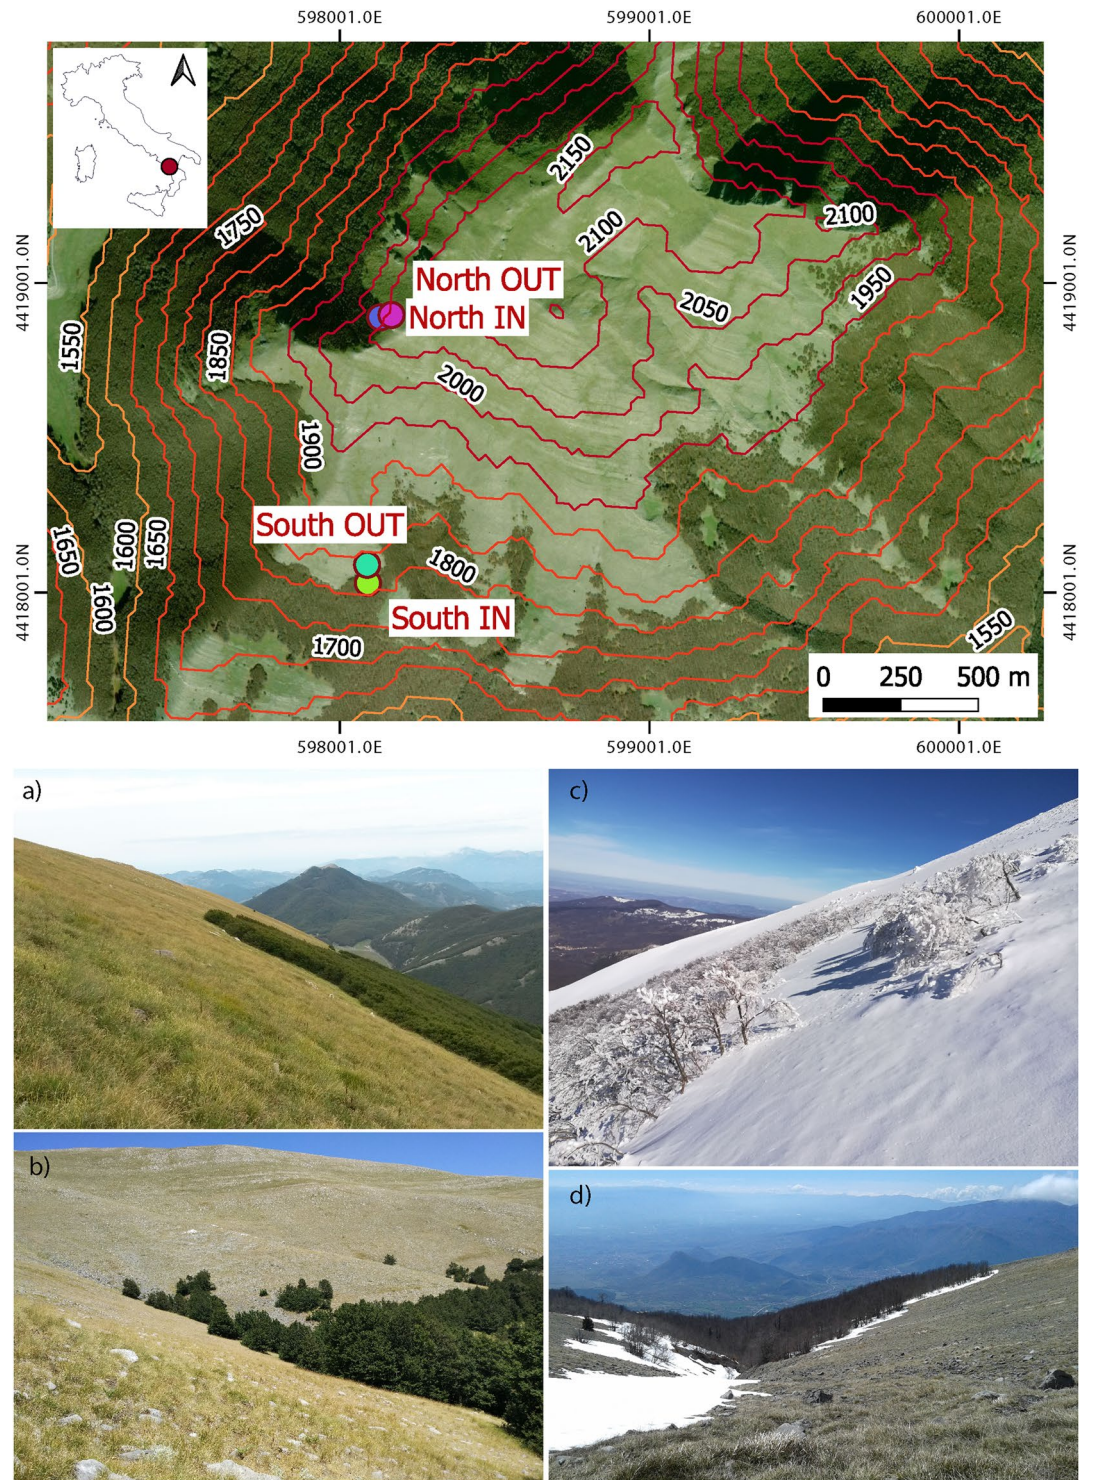 598001.0E 599001.0E 600001.0E
2150
1750
2100
2100
4419001.0N
4419001.0N
North OUT
1950
2050
North IN
1550
1850
2000
1900
South OUT
1650
1600
1650
1800
4418001.0N
4418001.0N
1600
South IN
1550
1700
0 250 500 m
598001.0E 599001.0E 600001.0E
a)
c)
b)
d)